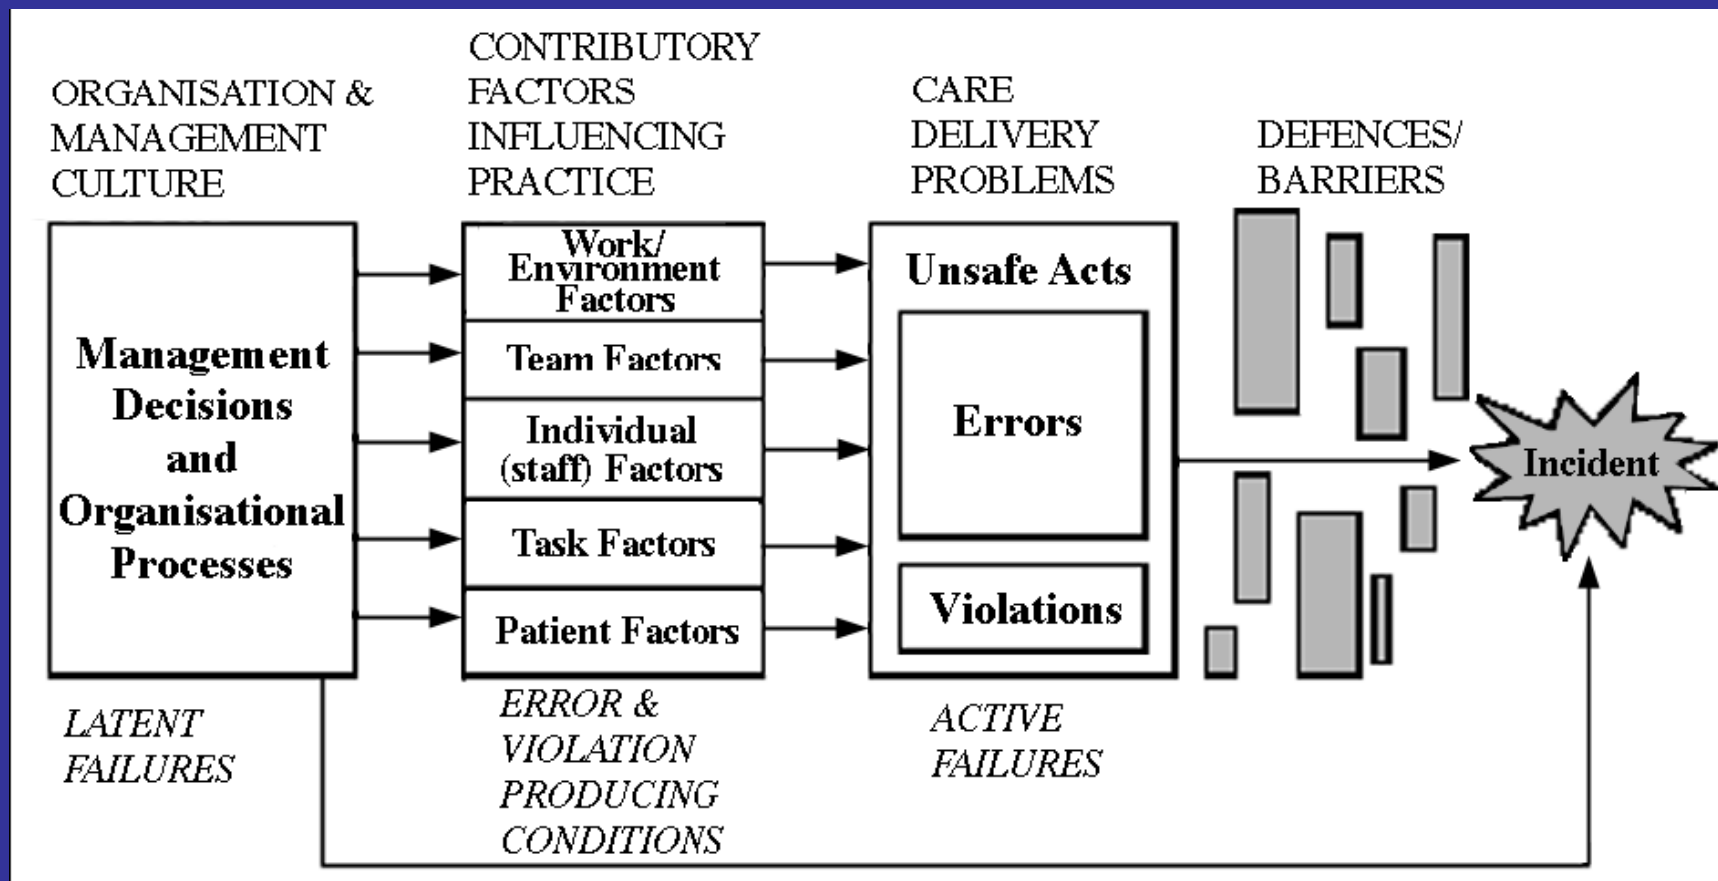 ORGANISATION &
MANAGEMENT
CULTURE
CONTRIBUTORY
FACTORS
INFLUENCING
PRACTICE
CARE
DELIVERY
PROBLEMS
DEFENCES/
BARRIERS
Management
Decisions
and
Organisational
Processes
Work/
Environment
Factors
Team Factors
Individual
(staff) Factors
Task Factors
Patient Factors
Unsafe Acts
Errors
Violations
Incident
LATENT
FAILURES
ERROR &
VIOLATION
PRODUCING
CONDITIONS
ACTIVE
FAILURES